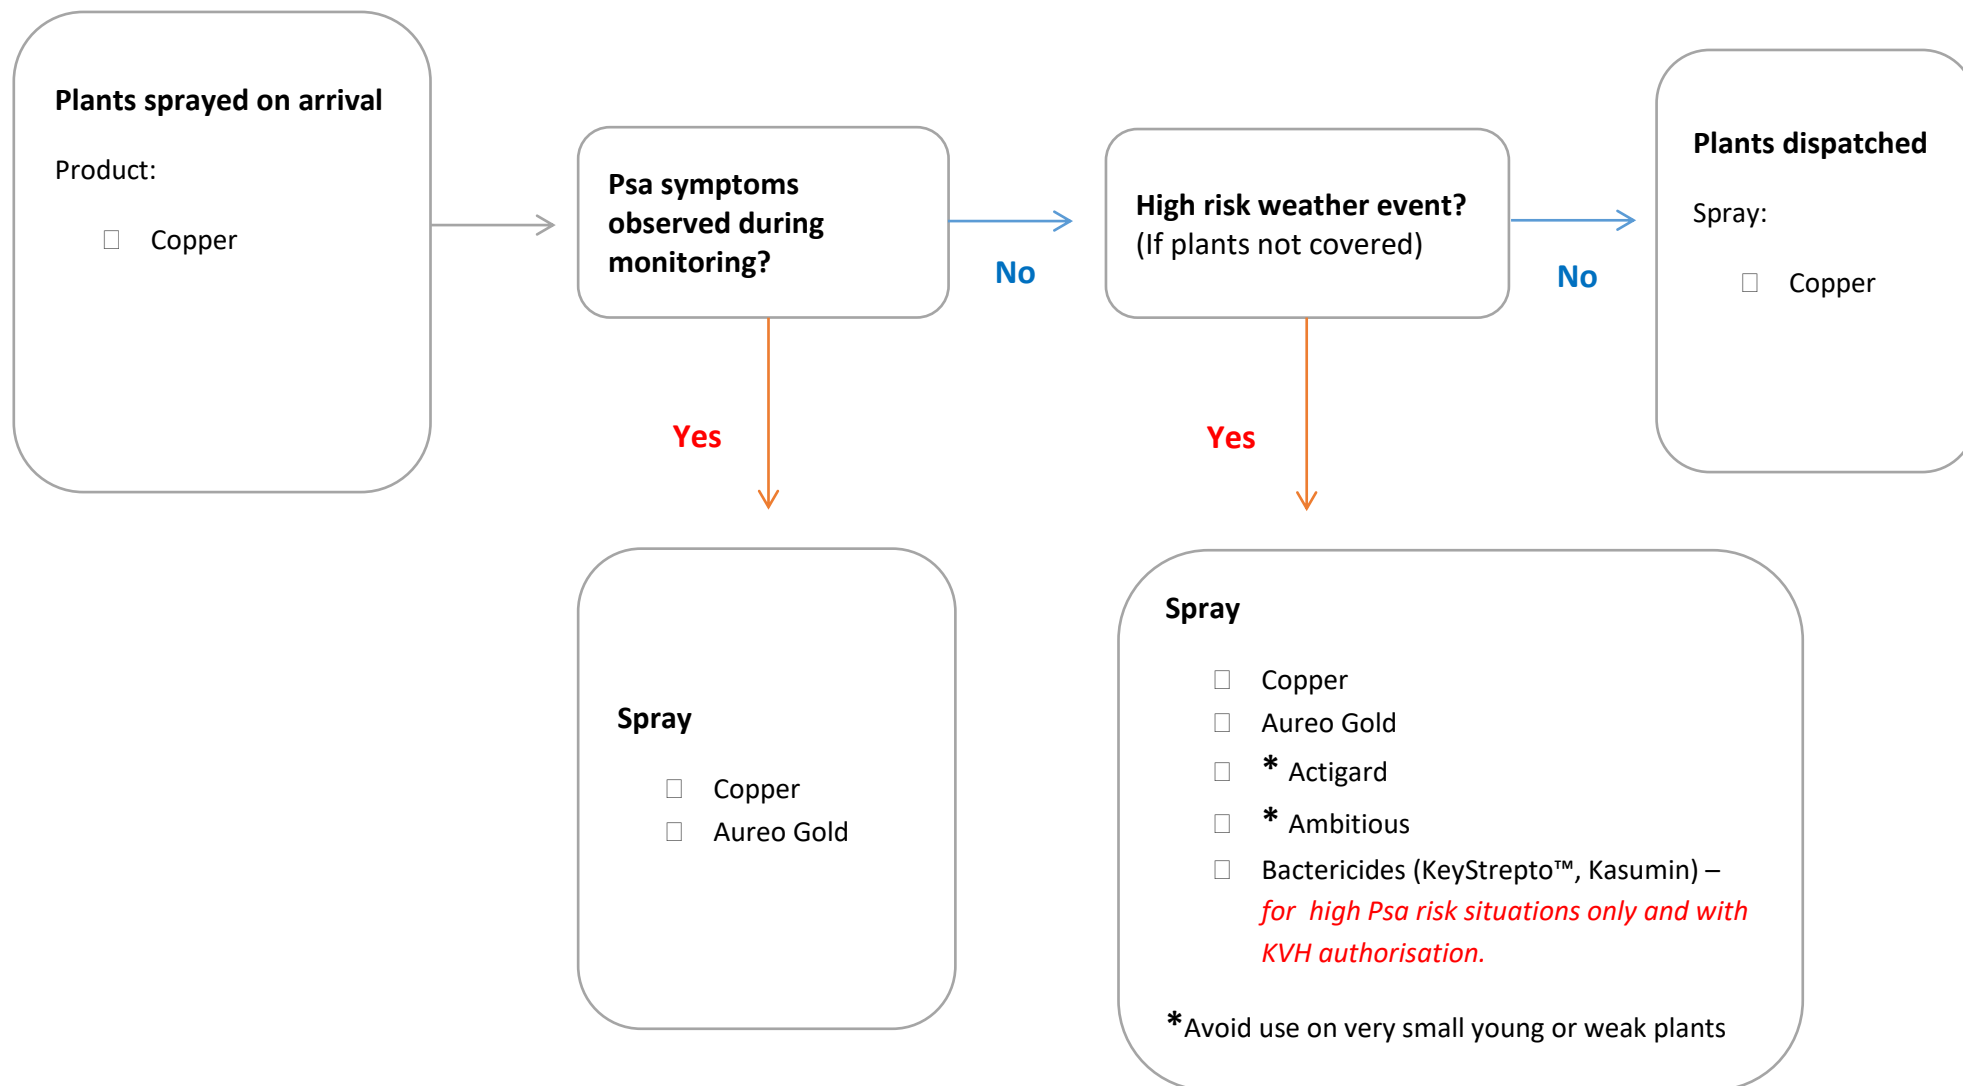 Plants sprayed on arrival
Product:
☐ Copper
Psa symptoms
observed during
monitoring?
No
Yes
High risk weather event?
(If plants not covered)
No
Yes
Plants dispatched
Spray:
☐ Copper
Spray
☐ Copper
☐ Aureo Gold
Spray
☐ Copper
☐ Aureo Gold
☐ * Actigard
☐ * Ambitious
☐ Bactericides (KeyStrepto™, Kasumin) –
for high Psa risk situations only and with
KVH authorisation.
*Avoid use on very small young or weak plants